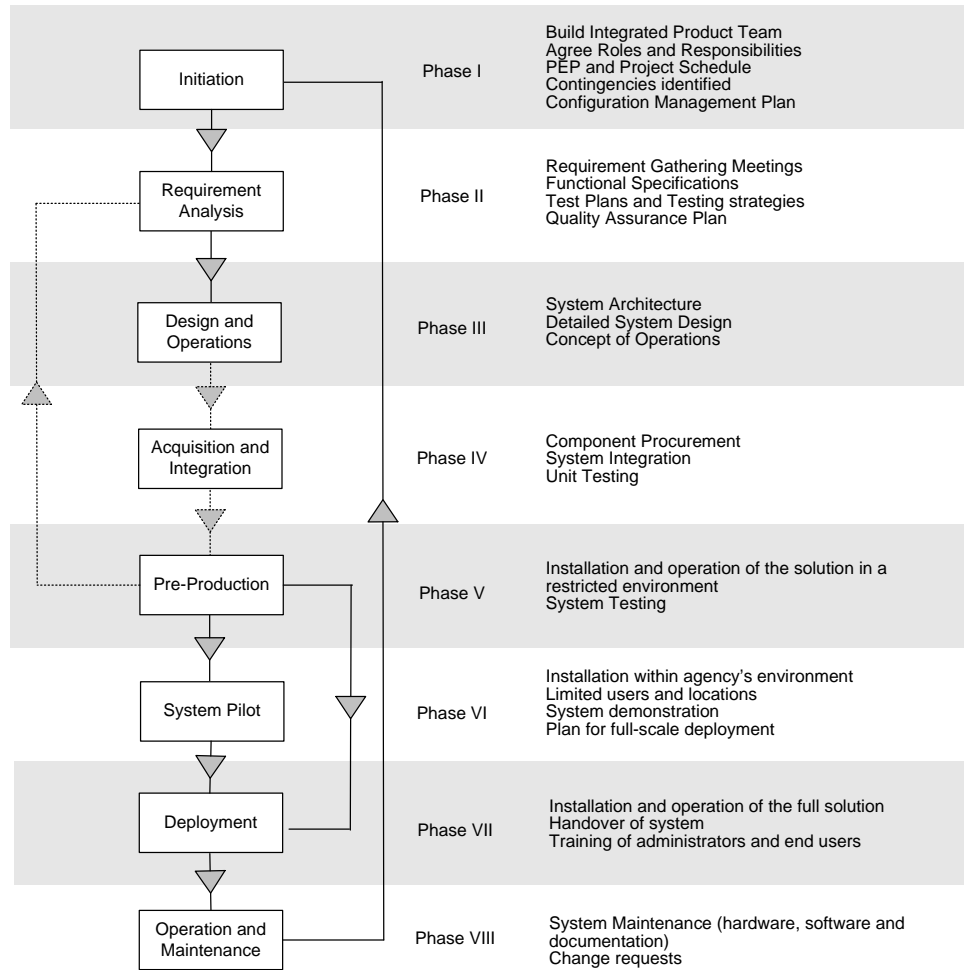 Initiation
Phase I
Build Integrated Product Team
Agree Roles and Responsibilities
PEP and Project Schedule
Contingencies identified
Configuration Management Plan
Requirement
Analysis
Phase II
Requirement Gathering Meetings
Functional Specifications
Test Plans and Testing strategies
Quality Assurance Plan
Design and
Operations
Phase III
System Architecture
Detailed System Design
Concept of Operations
Acquisition and
Integration
Phase IV
Component Procurement
System Integration
Unit Testing
Pre-Production
Phase V
Installation and operation of the solution in a
restricted environment
System Testing
System Pilot
Phase VI
Installation within agency’s environment
Limited users and locations
System demonstration
Plan for full-scale deployment
Deployment
Phase VII
Installation and operation of the full solution
Handover of system
Training of administrators and end users
Operation and
Maintenance
Phase VIII
System Maintenance (hardware, software and
documentation)
Change requests